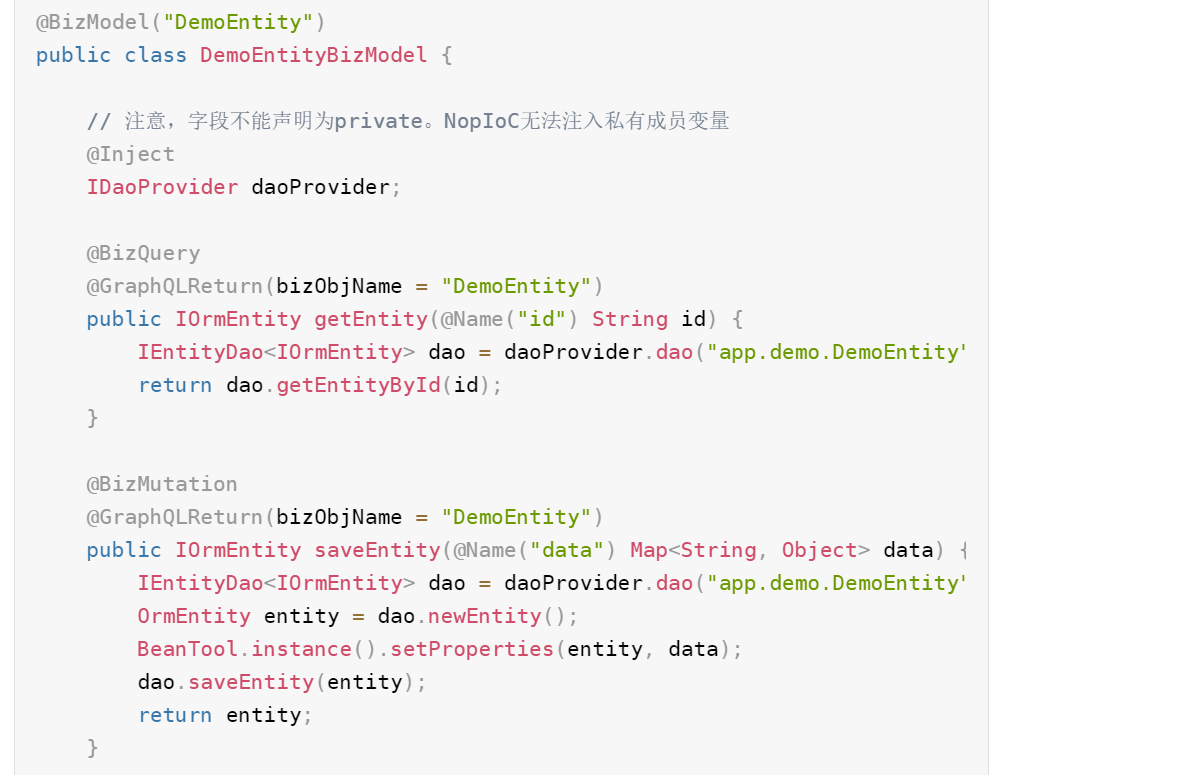 @BizModel("DemoEntity")
public class DemoEntityBizModel {
// 注意，字段不能声明为private。NopIoC无法注入私有成员变量
@Inject
IDaoProvider daoProvider;
@BizQuery
@GraphQLReturn(bizObjName = "DemoEntity")
public IOrmEntity getEntity(@Name("id") String id) {
IEntityDao<IOrmEntity> dao = daoProvider.dao("app.demo.DemoEntity"
return dao.getEntityById(id);
}
@BizMutation
@GraphQLReturn(bizObjName = "DemoEntity")
public IOrmEntity saveEntity(@Name("data") Map<String, Object> data) {
IEntityDao<IOrmEntity> dao = daoProvider.dao("app.demo.DemoEntity"
OrmEntity entity = dao.newEntity();
BeanTool.instance().setProperties(entity, data);
dao.saveEntity(entity);
return entity;
}